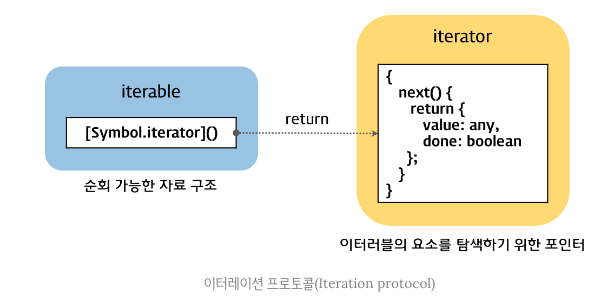 iterable
[Symbol.iterator]()
순회 가능한 자료 구조
return
iterator
{
next() {
return {
value: any,
done: boolean
};
}
}
이터러블의 요소를 탐색하기 위한 포인터
이터레이션 프로토콜(Iteration protocol)